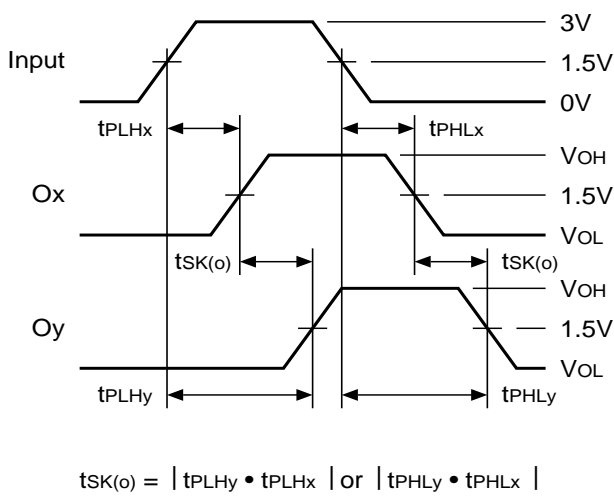 3V
Input
1.5V
0V
tPLHx
tPHLx
VOH
Ox
1.5V
VOL
tSK(o)
tSK(o)
VOH
Oy
1.5V
VOL
tPLHy
tPHLy
tSK(o) = | tPLHy • tPLHx | or | tPHLy • tPHLx |